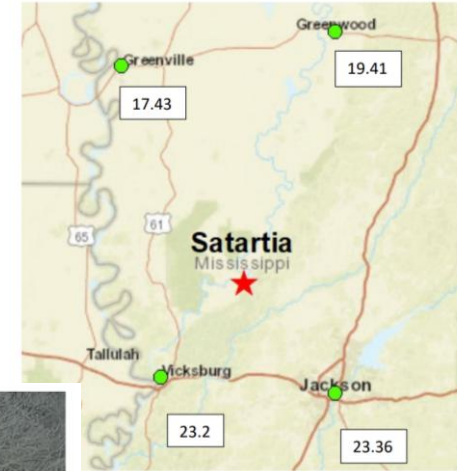 Greenwood
Greenville
19.41
17.43
61
65
Satartia
Mississippi
Tallulah
Vicksburg
Jackson
23.2
23.36